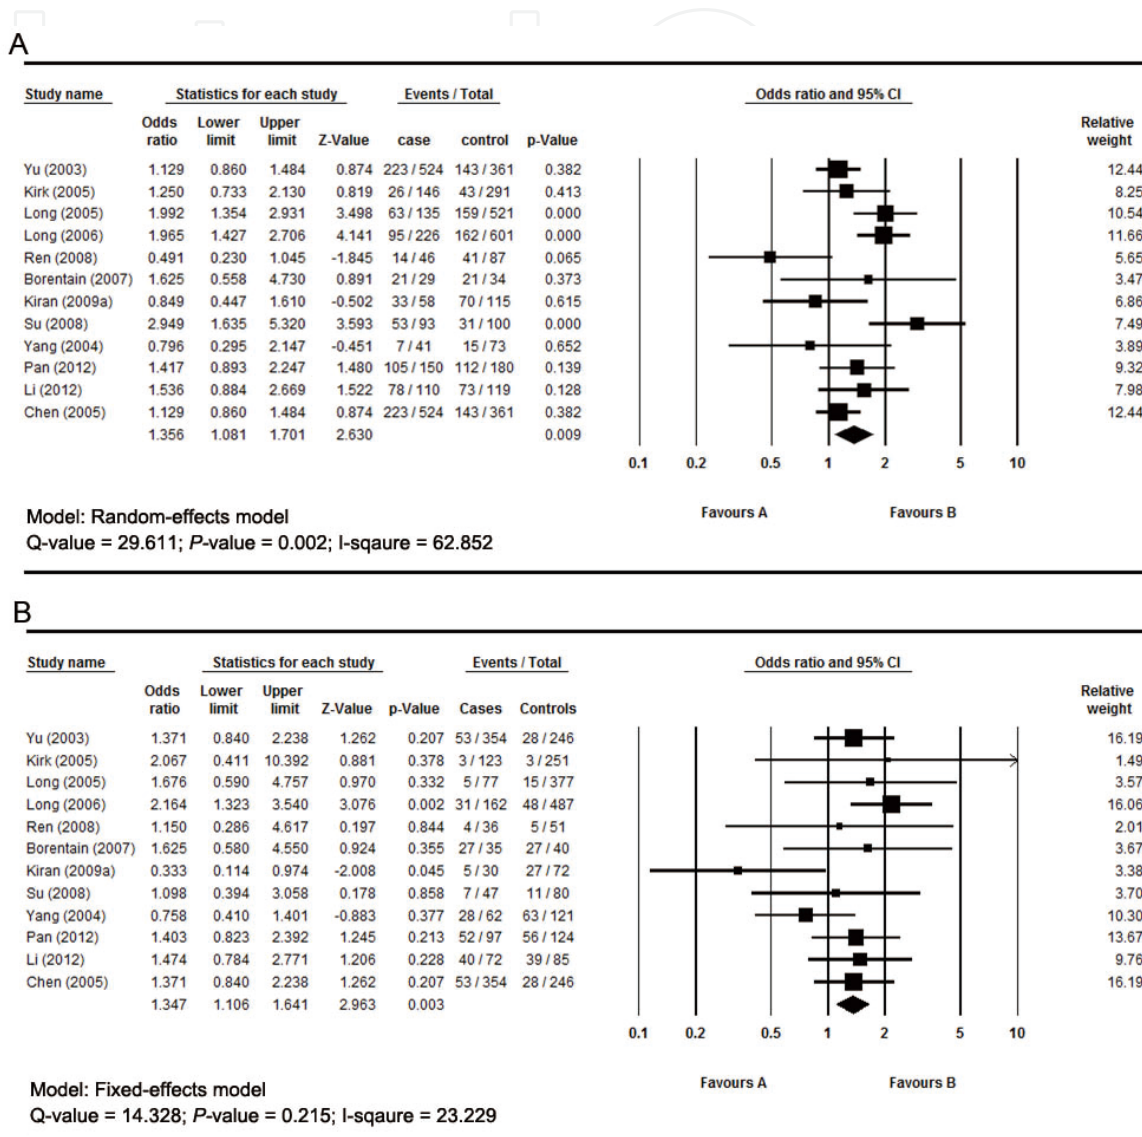 A
Study name Statistics for each study Events / Total Odds ratio and 95% CI
Odds ratio Lower limit Upper limit Z-Value case control p-Value Relative weight
Yu (2003) 1.129 0.860 1.484 0.874 223 / 524 143 / 361 0.382 12.44
Kirk (2005) 1.250 0.733 2.130 0.819 26 / 146 43 / 291 0.413 8.25
Long (2005) 1.992 1.354 2.931 3.498 63 / 135 159 / 521 0.000 10.54
Long (2006) 1.965 1.427 2.706 4.141 95 / 226 162 / 601 0.000 11.66
Ren (2008) 0.491 0.230 1.045 -1.845 14 / 46 41 / 87 0.065 5.65
Borentain (2007) 1.625 0.558 4.730 0.891 21 / 29 21 / 34 0.373 3.47
Kiran (2009a) 0.849 0.447 1.610 -0.502 33 / 58 70 / 115 0.615 6.86
Su (2008) 2.949 1.635 5.320 3.593 53 / 93 31 / 100 0.000 7.49
Yang (2004) 0.796 0.295 2.147 -0.451 7 / 41 15 / 73 0.652 3.89
Pan (2012) 1.417 0.893 2.247 1.480 105 / 150 112 / 180 0.139 9.32
Li (2012) 1.536 0.884 2.669 1.522 78 / 110 73 / 119 0.128 7.98
Chen (2005) 1.129 0.860 1.484 0.874 223 / 524 143 / 361 0.382 12.44
1.356 1.081 1.701 2.630 0.009
0.1 0.2 0.5 1 2 5 10
Favours A Favours B
Model: Random-effects model
Q-value = 29.611; P-value = 0.002; I-sqaure = 62.852
B
Study name Statistics for each study Events / Total Odds ratio and 95% CI
Odds ratio Lower limit Upper limit Z-Value p-Value Cases Controls Relative weight
Yu (2003) 1.371 0.840 2.238 1.262 0.207 53 / 354 28 / 246 16.19
Kirk (2005) 2.067 0.411 10.392 0.881 0.378 3 / 123 3 / 251 1.49
Long (2005) 1.676 0.590 4.757 0.970 0.332 5 / 77 15 / 377 3.57
Long (2006) 2.164 1.323 3.540 3.076 0.002 31 / 162 48 / 487 16.06
Ren (2008) 1.150 0.286 4.617 0.197 0.844 4 / 36 5 / 51 2.01
Borentain (2007) 1.625 0.580 4.550 0.924 0.355 27 / 35 27 / 40 3.67
Kiran (2009a) 0.333 0.114 0.974 -2.008 0.045 5 / 30 27 / 72 3.38
Su (2008) 1.098 0.394 3.058 0.178 0.858 7 / 47 11 / 80 3.70
Yang (2004) 0.758 0.410 1.401 -0.883 0.377 28 / 62 63 / 121 10.30
Pan (2012) 1.403 0.823 2.392 1.245 0.213 52 / 97 56 / 124 13.67
Li (2012) 1.474 0.784 2.771 1.206 0.228 40 / 72 39 / 85 9.76
Chen (2005) 1.371 0.840 2.238 1.262 0.207 53 / 354 28 / 246 16.19
1.347 1.106 1.641 2.963 0.003
0.1 0.2 0.5 1 2 5 10
Favours A Favours B
Model: Fixed-effects model
Q-value = 14.328; P-value = 0.215; I-sqaure = 23.229